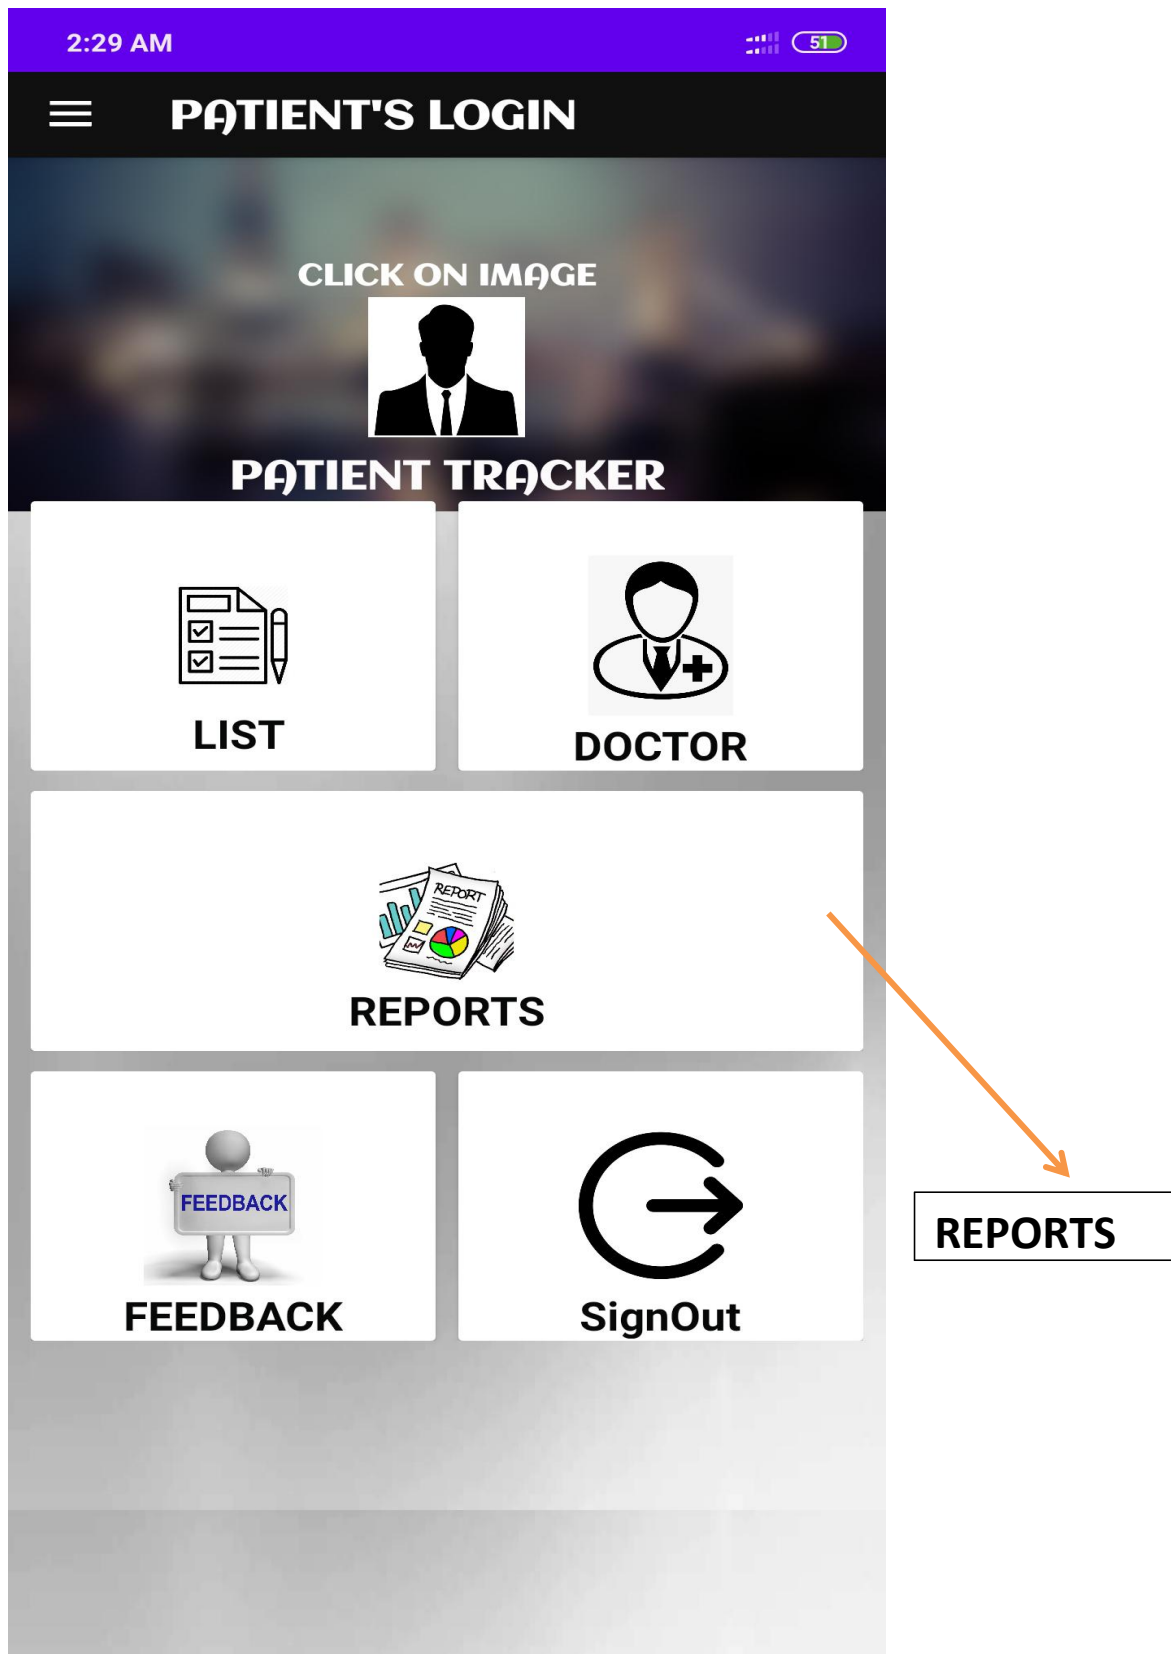 2:29 AM
51
PATIENT'S LOGIN
CLICK ON IMAGE
PATIENT TRACKER
LIST
DOCTOR
REPORT
REPORTS
FEEDBACK
FEEDBACK
SignOut
REPORTS